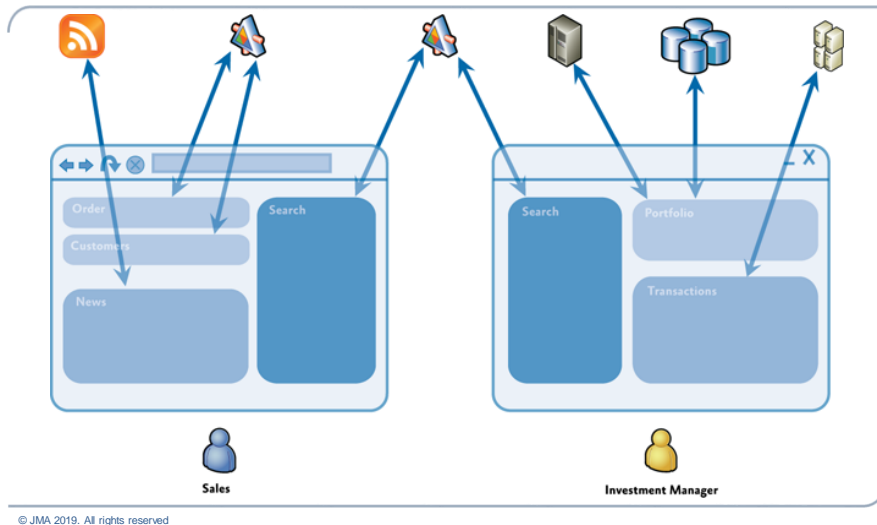 Order
Customers
News
Search
Search
Portfolio
Transactions
Sales
Investment Manager
© JMA 2019. All rights reserved